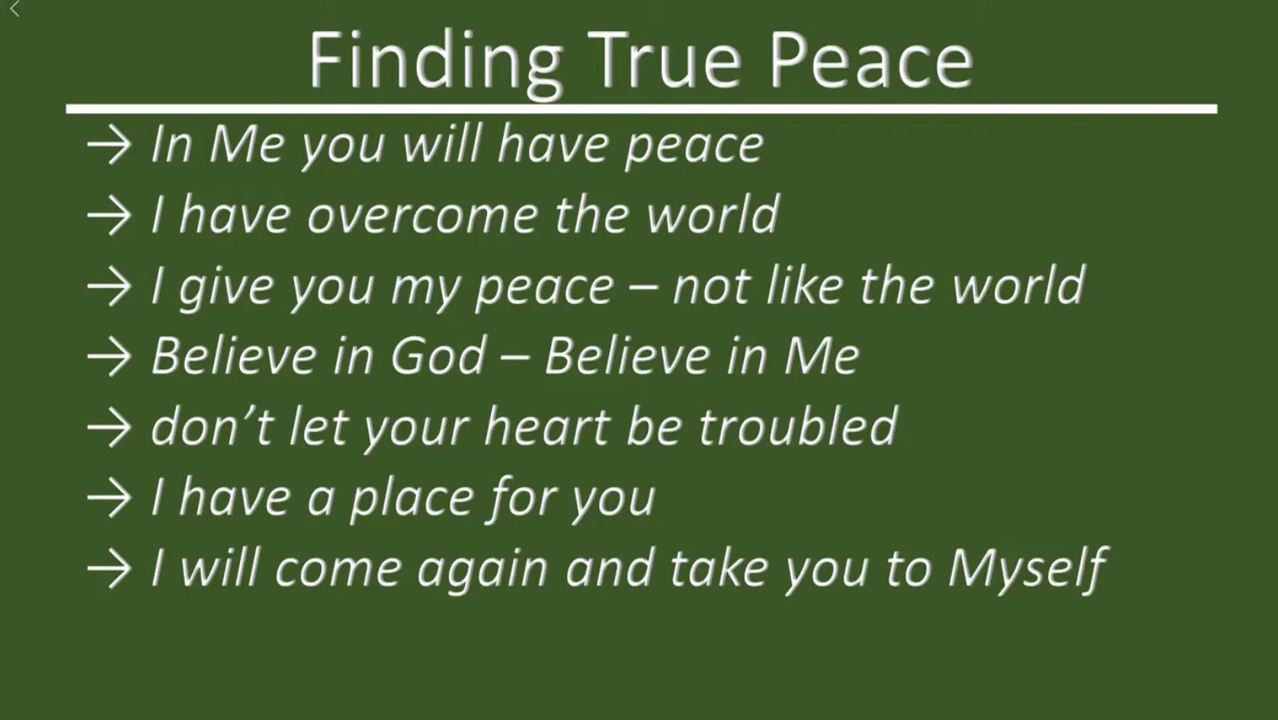 Finding True Peace
→ In Me you will have peace
→ I have overcome the world
→ I give you my peace – not like the world
→ Believe in God – Believe in Me
→ don’t let your heart be troubled
→ I have a place for you
→ I will come again and take you to Myself